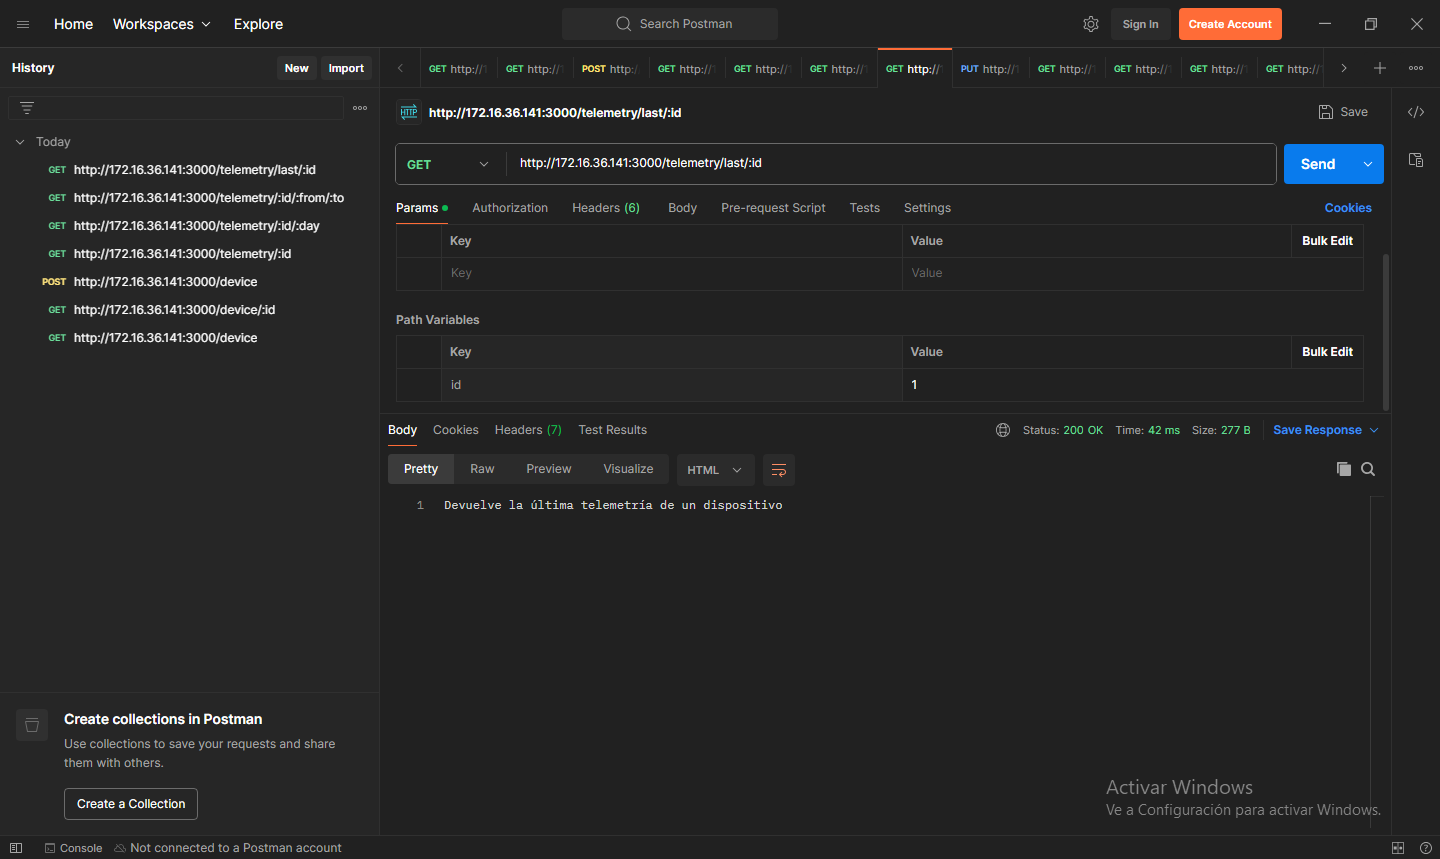 Home Workspaces Explore Search Postman Sign In Create Account
History New Import
GET http:// GET http:// POST http: GET http:// GET http:// GET http:// GET http:// PUT http:// GET http:// GET http:// GET http:// GET http://
HTTP http://172.16.36.141:3000/telemetry/last/:id Save
Today
GET http://172.16.36.141:3000/telemetry/last/:id
GET http://172.16.36.141:3000/telemetry/:id/:from/:to
GET http://172.16.36.141:3000/telemetry/:id/:day
GET http://172.16.36.141:3000/telemetry/:id
POST http://172.16.36.141:3000/device
GET http://172.16.36.141:3000/device/:id
GET http://172.16.36.141:3000/device
GET http://172.16.36.141:3000/telemetry/last/:id Send
Params Authorization Headers (6) Body Pre-request Script Tests Settings Cookies
Key Value Bulk Edit
Key Value
Path Variables
Key Value Bulk Edit
id 1
Body Cookies Headers (7) Test Results Status: 200 OK Time: 42 ms Size: 277 B Save Response
Pretty Raw Preview Visualize HTML
1 Devuelve la última telemetría de un dispositivo
Create collections in Postman
Use collections to save your requests and share
them with others.
Create a Collection
Activar Windows
Ve a Configuración para activar Windows.
Console Not connected to a Postman account